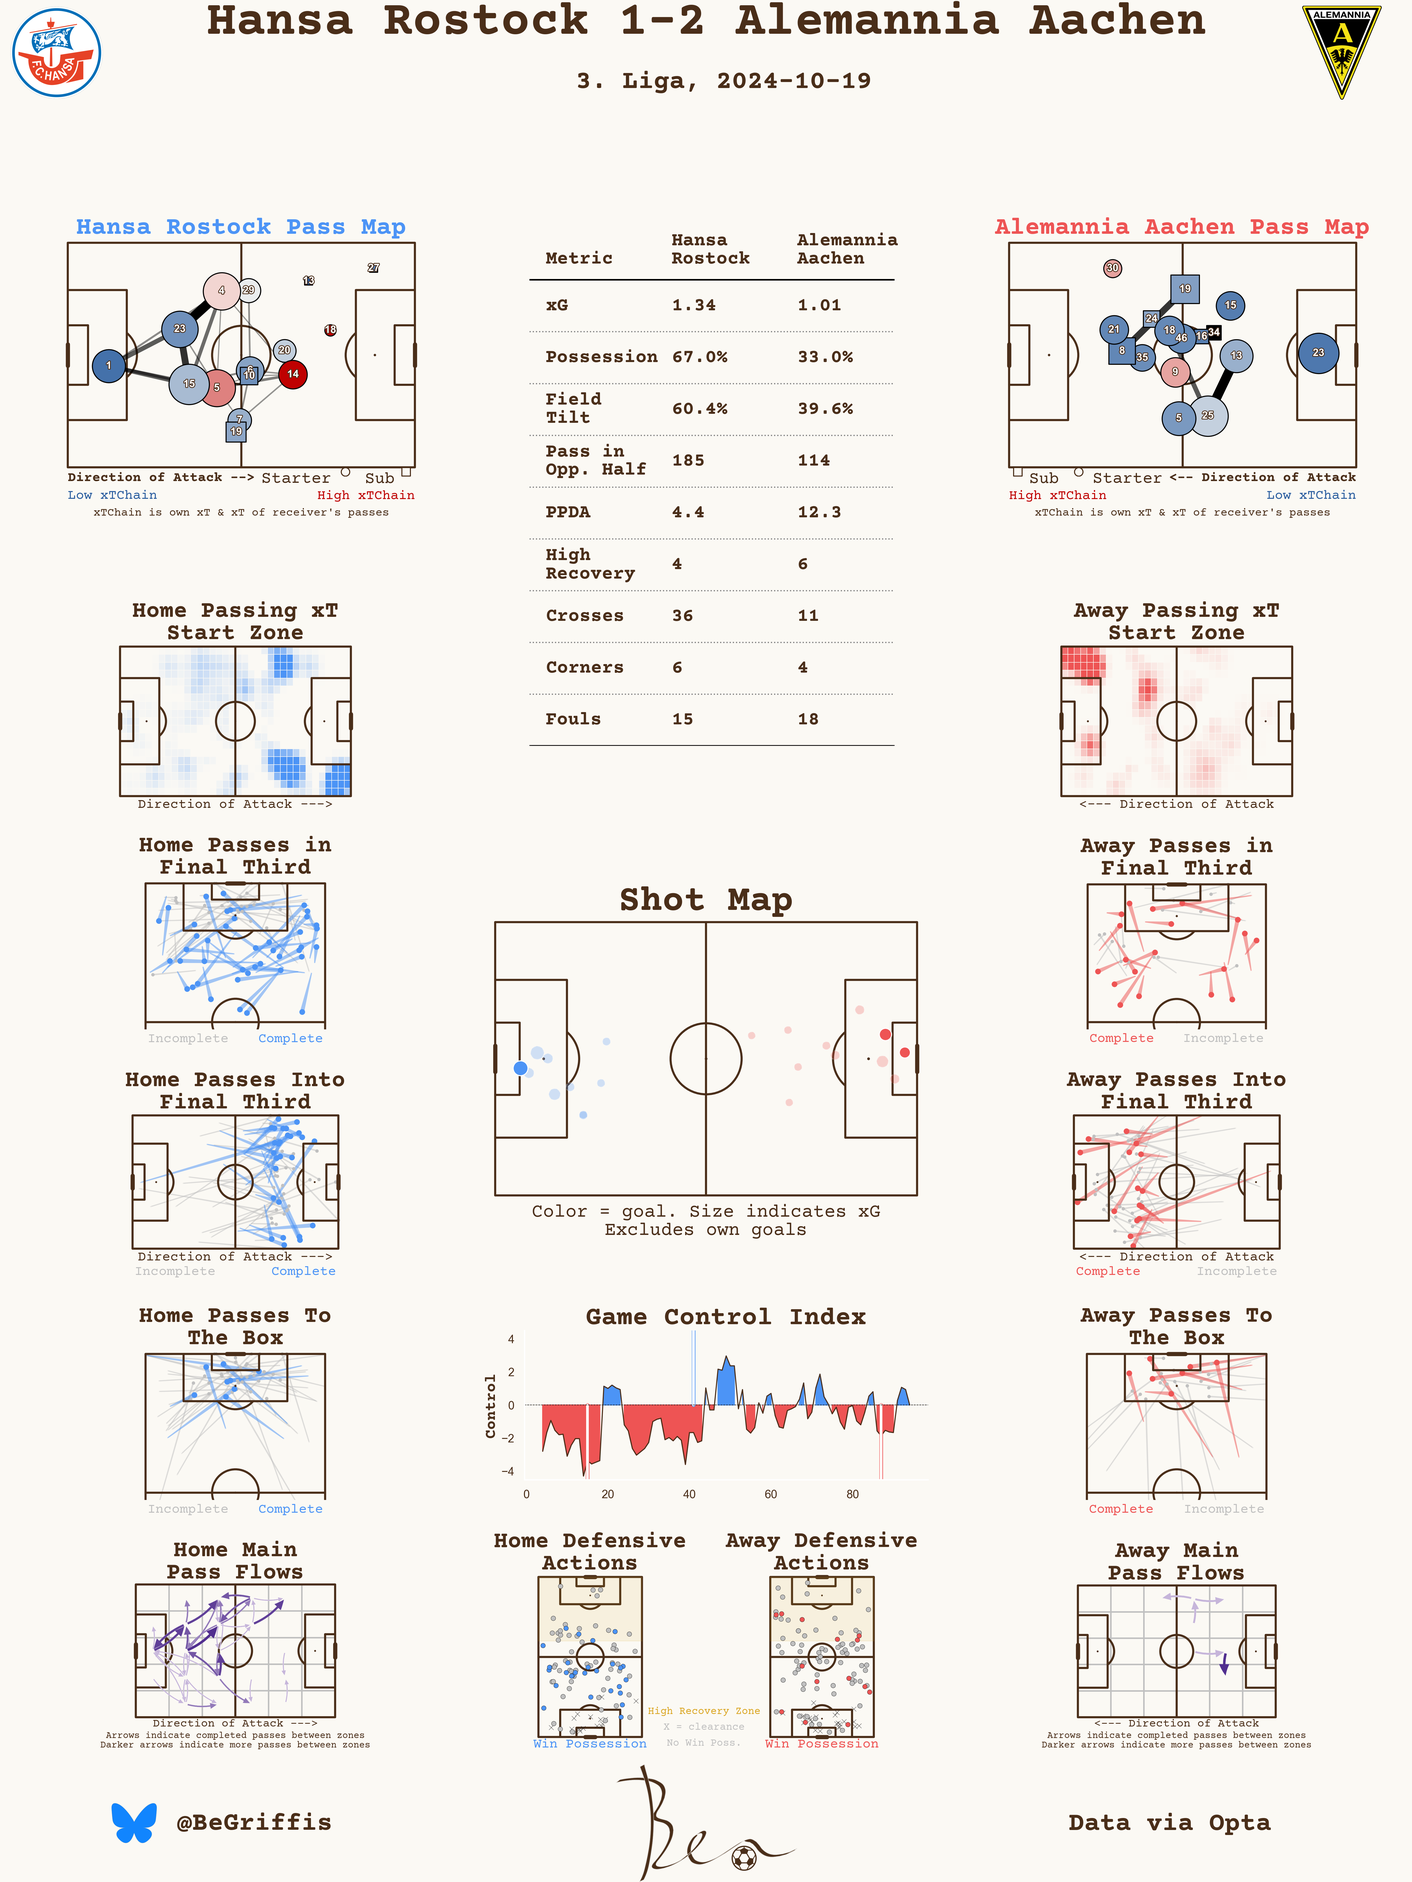 Hansa Rostock 1-2 Alemannia Aachen
3. Liga, 2024-10-19
F.C. HANSA
ALEMANNIA
A
Hansa Rostock Pass Map
4
29
13
27
23
18
20
1
15
5
6
10
14
7
19
Direction of Attack --> Starter Sub
Low xTChain High xTChain
xTChain is own xT & xT of receiver's passes
Metric Hansa Rostock Alemannia Aachen
xG 1.34 1.01
Possession 67.0% 33.0%
Field Tilt 60.4% 39.6%
Pass in Opp. Half 185 114
PPDA 4.4 12.3
High Recovery 4 6
Crosses 36 11
Corners 6 4
Fouls 15 18
Alemannia Aachen Pass Map
30
19
15
24
21
18
46
16
34
8
35
13
23
9
5
25
Sub Starter <-- Direction of Attack
High xTChain Low xTChain
xTChain is own xT & xT of receiver's passes
Home Passing xT
Start Zone
Direction of Attack --->
Away Passing xT
Start Zone
<--- Direction of Attack
Home Passes in
Final Third
Incomplete Complete
Away Passes in
Final Third
Complete Incomplete
Shot Map
Color = goal. Size indicates xG
Excludes own goals
Home Passes Into
Final Third
Direction of Attack --->
Incomplete Complete
Away Passes Into
Final Third
<--- Direction of Attack
Complete Incomplete
Home Passes To
The Box
Incomplete Complete
Game Control Index
Control
4
2
0
−2
−4
0 20 40 60 80
Away Passes To
The Box
Complete Incomplete
Home Main
Pass Flows
Direction of Attack --->
Arrows indicate completed passes between zones
Darker arrows indicate more passes between zones
Home Defensive
Actions
Win Possession
Away Defensive
Actions
Win Possession
High Recovery Zone
X = clearance
No Win Poss.
Away Main
Pass Flows
<--- Direction of Attack
Arrows indicate completed passes between zones
Darker arrows indicate more passes between zones
@BeGriffis
Ben
Data via Opta